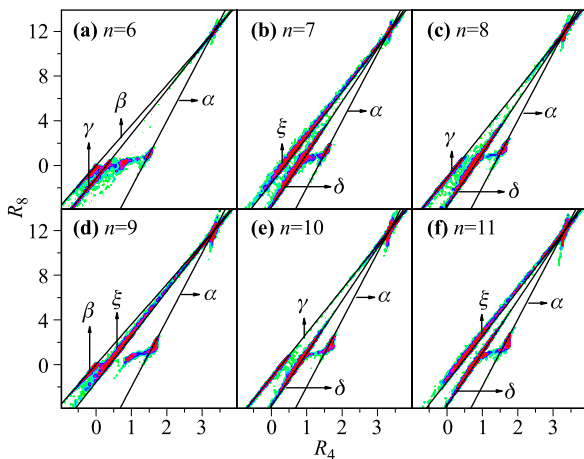 (a) n=6
(b) n=7
(c) n=8
12
8
4
0
β
α
γ
α
ξ
δ
α
γ
δ
R₈
(d) n=9
(e) n=10
(f) n=11
12
8
4
0
β
ξ
α
γ
α
δ
ξ
α
δ
0 1 2 3
0 1 2 3
0 1 2 3
R₄